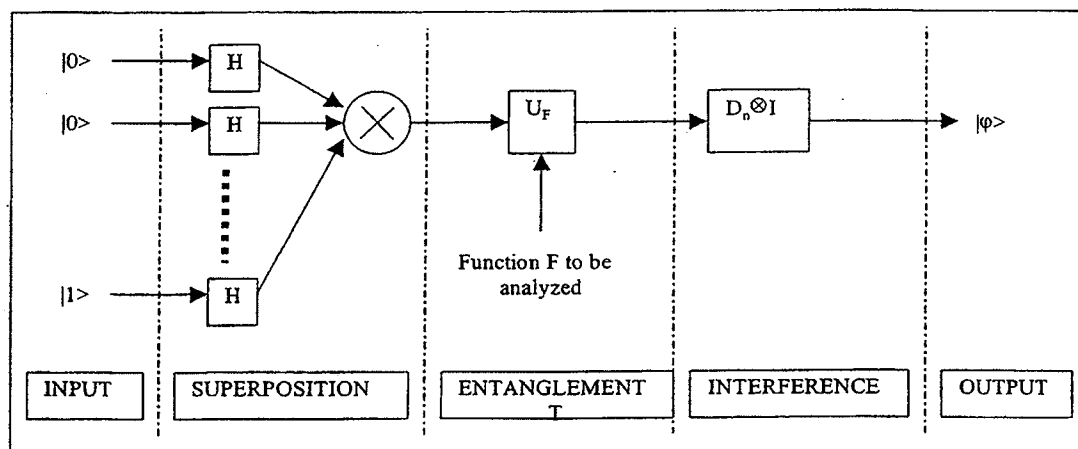 |0>
H
|0>
H
U_F
D_n⊗I
|φ>
Function F to be
analyzed
|1>
H
INPUT
SUPERPOSITION
ENTANGLEMENT
T
INTERFERENCE
OUTPUT